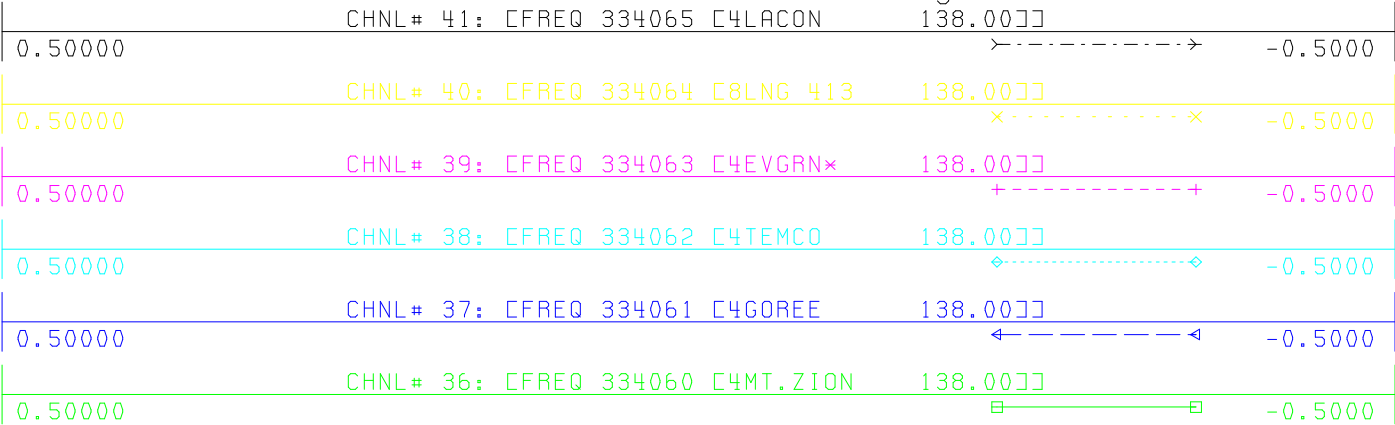 CHNL# 41: [FREQ 334065 [4LACON 138.00]]
0.50000 -0.5000
CHNL# 40: [FREQ 334064 [8LNG 413 138.00]]
0.50000 -0.5000
CHNL# 39: [FREQ 334063 [4EVGRN* 138.00]]
0.50000 -0.5000
CHNL# 38: [FREQ 334062 [4TEMCO 138.00]]
0.50000 -0.5000
CHNL# 37: [FREQ 334061 [4GOREE 138.00]]
0.50000 -0.5000
CHNL# 36: [FREQ 334060 [4MT.ZION 138.00]]
0.50000 -0.5000